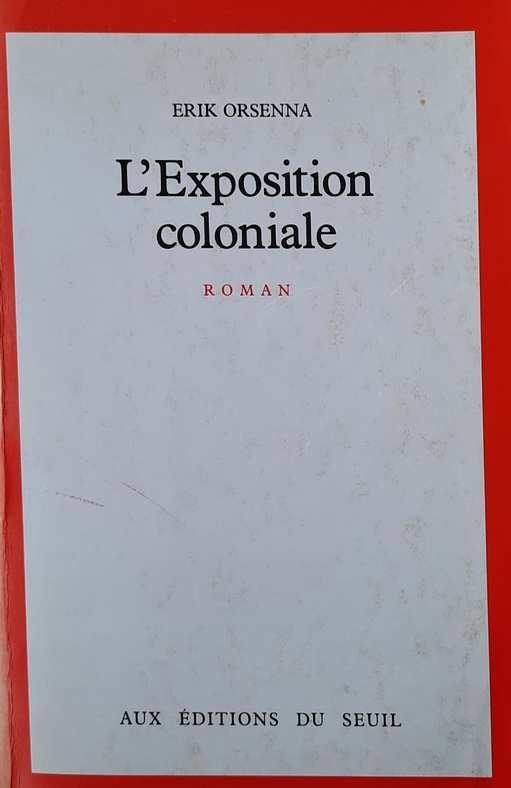 ERIK ORSENNA
L'Exposition
coloniale
ROMAN
AUX ÉDITIONS DU SEUIL